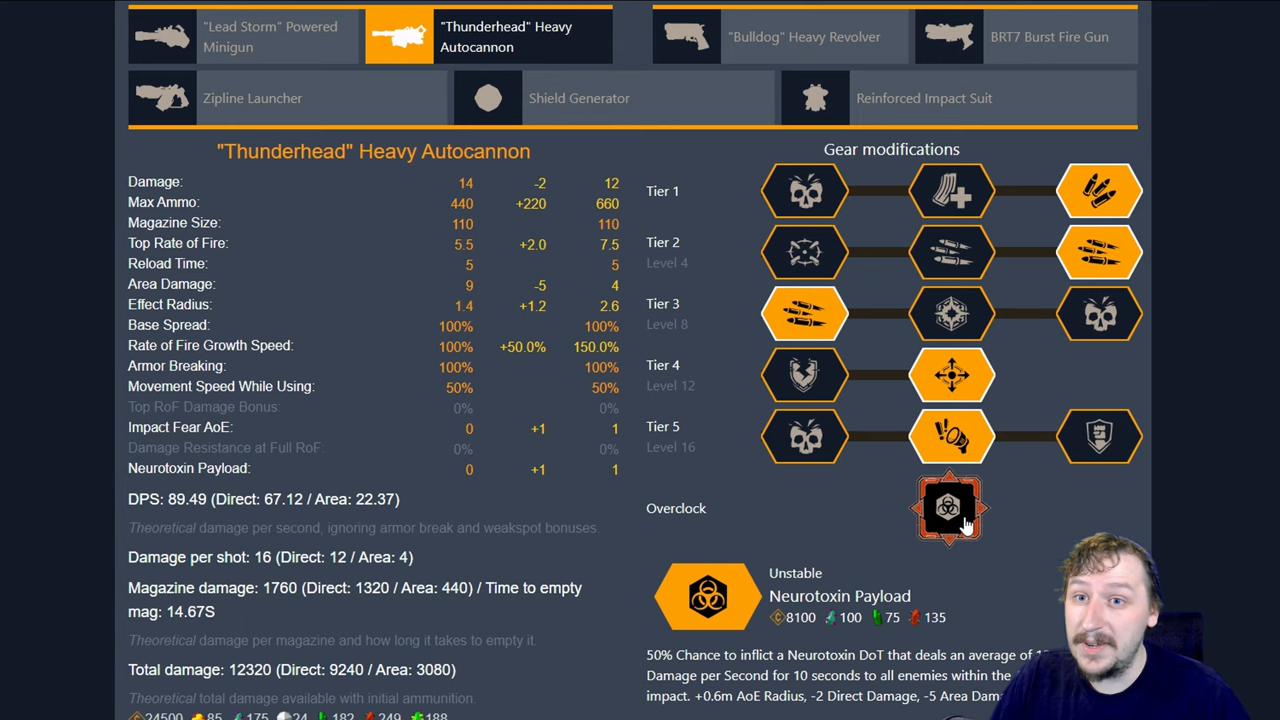 "Lead Storm" Powered
Minigun
"Thunderhead" Heavy
Autocannon
"Bulldog" Heavy Revolver
BRT7 Burst Fire Gun
Zipline Launcher
Shield Generator
Reinforced Impact Suit
"Thunderhead" Heavy Autocannon
Damage: 14 -2 12
Max Ammo: 440 +220 660
Magazine Size: 110 110
Top Rate of Fire: 5.5 +2.0 7.5
Reload Time: 5 5
Area Damage: 9 -5 4
Effect Radius: 1.4 +1.2 2.6
Base Spread: 100% 100%
Rate of Fire Growth Speed: 100% +50.0% 150.0%
Armor Breaking: 100% 100%
Movement Speed While Using: 50% 50%
Top RoF Damage Bonus: 0% 0%
Impact Fear AoE: 0 +1 1
Damage Resistance at Full RoF: 0% 0%
Neurotoxin Payload: 0 +1 1
DPS: 89.49 (Direct: 67.12 / Area: 22.37)
Theoretical damage per second, ignoring armor break and weakspot bonuses.
Damage per shot: 16 (Direct: 12 / Area: 4)
Magazine damage: 1760 (Direct: 1320 / Area: 440) / Time to empty
mag: 14.67S
Theoretical damage per magazine and how long it takes to empty it.
Total damage: 12320 (Direct: 9240 / Area: 3080)
Theoretical total damage available with initial ammunition.
24500 85 175 24 182 249 188
Gear modifications
Tier 1
Tier 2
Level 4
Tier 3
Level 8
Tier 4
Level 12
Tier 5
Level 16
Overclock
Unstable
Neurotoxin Payload
8100 100 75 135
50% Chance to inflict a Neurotoxin DoT that deals an average of
Damage per Second for 10 seconds to all enemies within the
impact. +0.6m AoE Radius, -2 Direct Damage, -5 Area